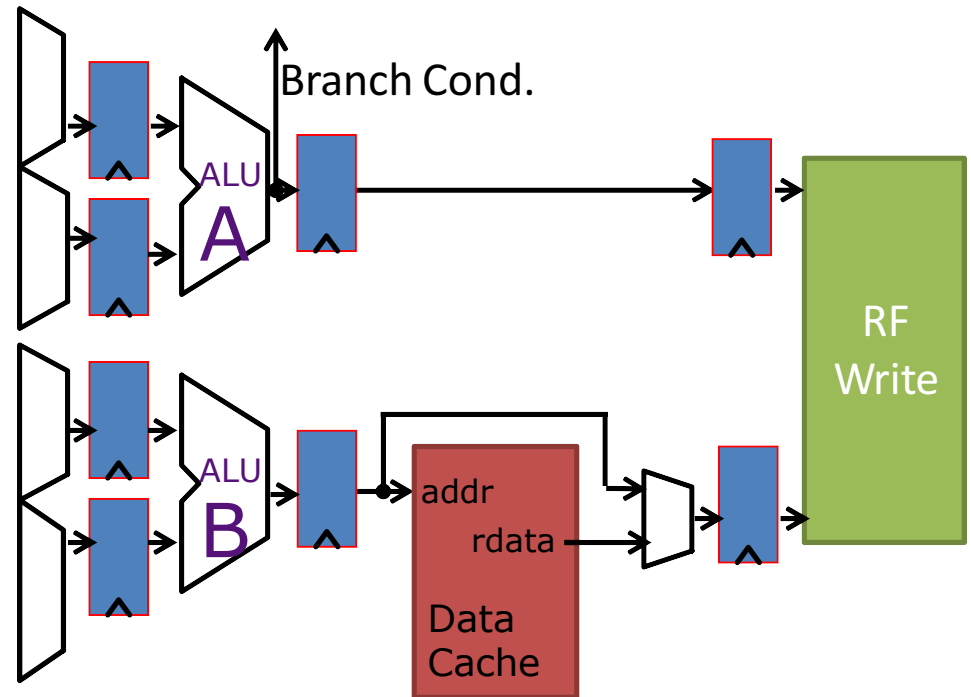 Branch Cond.
ALU
A
RF
Write
ALU
B
addr
rdata
Data
Cache